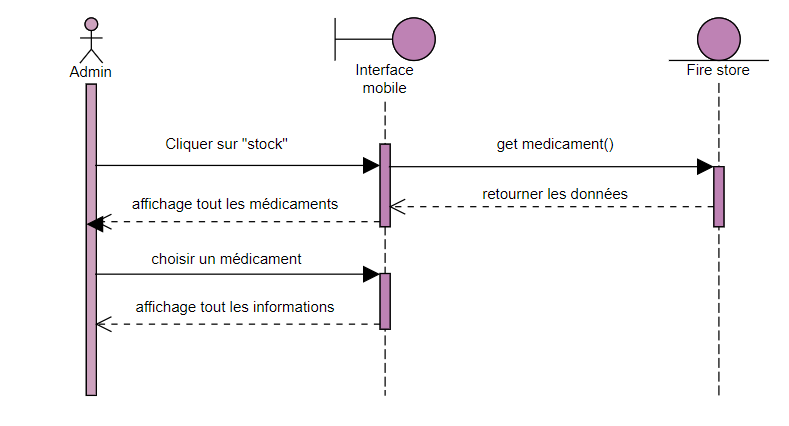 Admin
Interface
mobile
Fire store
Cliquer sur "stock"
get medicament()
retourner les données
affichage tout les médicaments
choisir un médicament
affichage tout les informations